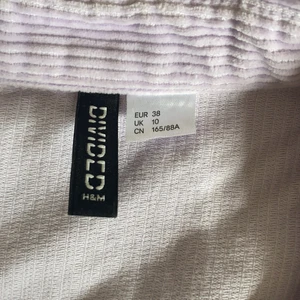 DIVIDED
H&M
EUR 38
UK 10
CN 165/88A